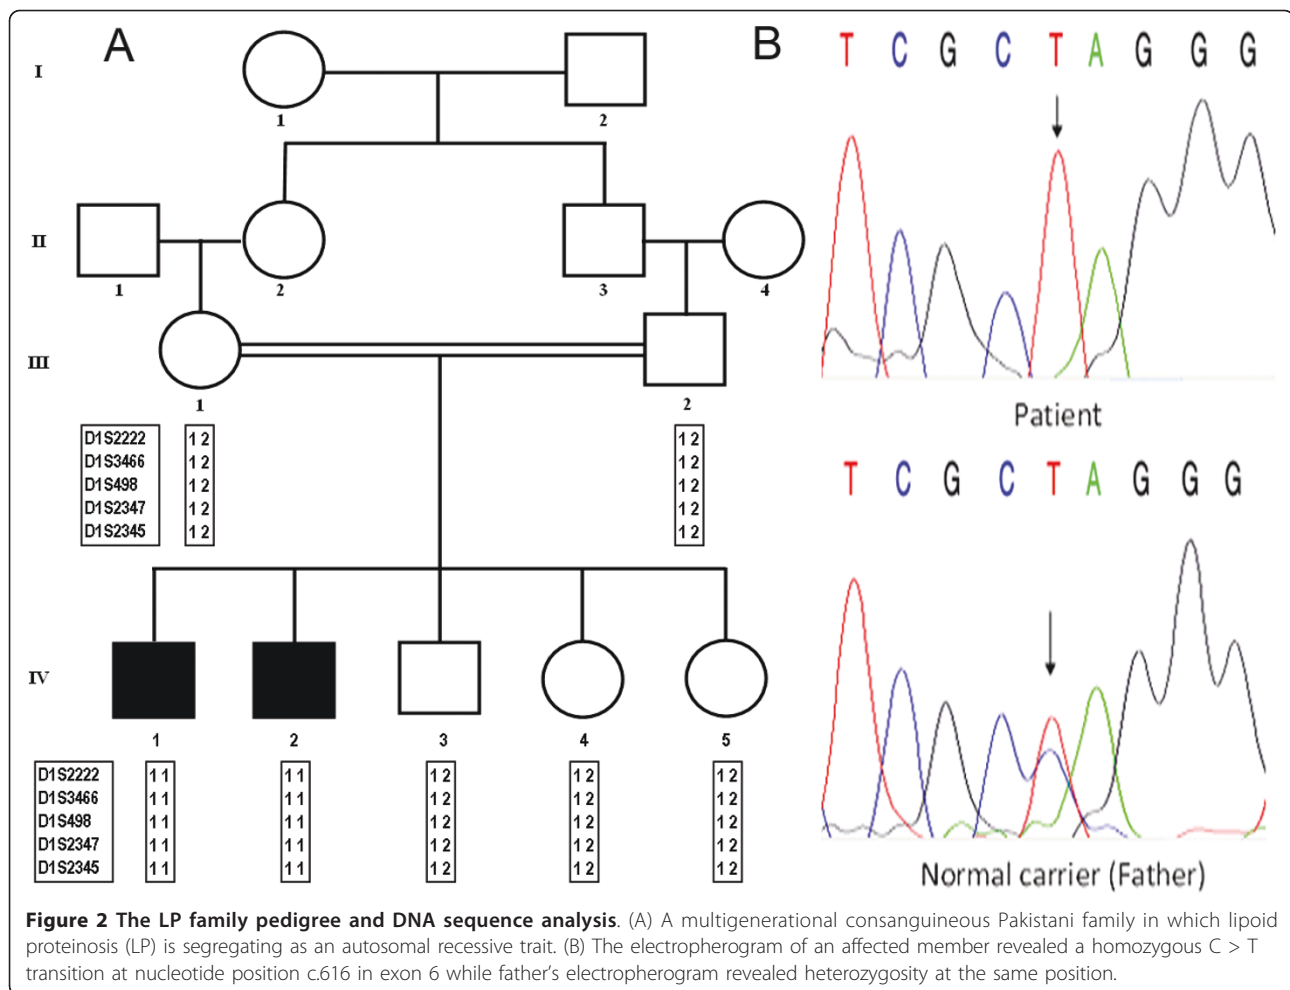 A
B
T C G C T A G G G
I
1
2
Patient
II
1
2
3
4
T C G C T A G G G
III
1
2
D1S2222 1 2 1 2
D1S3466 1 2 1 2
D1S498 1 2 1 2
D1S2347 1 2 1 2
D1S2345 1 2 1 2
IV
1 2 3 4 5
D1S2222 1 1 1 1 1 2 1 2 1 2
D1S3466 1 1 1 1 1 2 1 2 1 2
D1S498 1 1 1 1 1 2 1 2 1 2
D1S2347 1 1 1 1 1 2 1 2 1 2
D1S2345 1 1 1 1 1 2 1 2 1 2
Normal carrier (Father)
Figure 2 The LP family pedigree and DNA sequence analysis. (A) A multigenerational consanguineous Pakistani family in which lipoid
proteinosis (LP) is segregating as an autosomal recessive trait. (B) The electropherogram of an affected member revealed a homozygous C > T
transition at nucleotide position c.616 in exon 6 while father's electropherogram revealed heterozygosity at the same position.